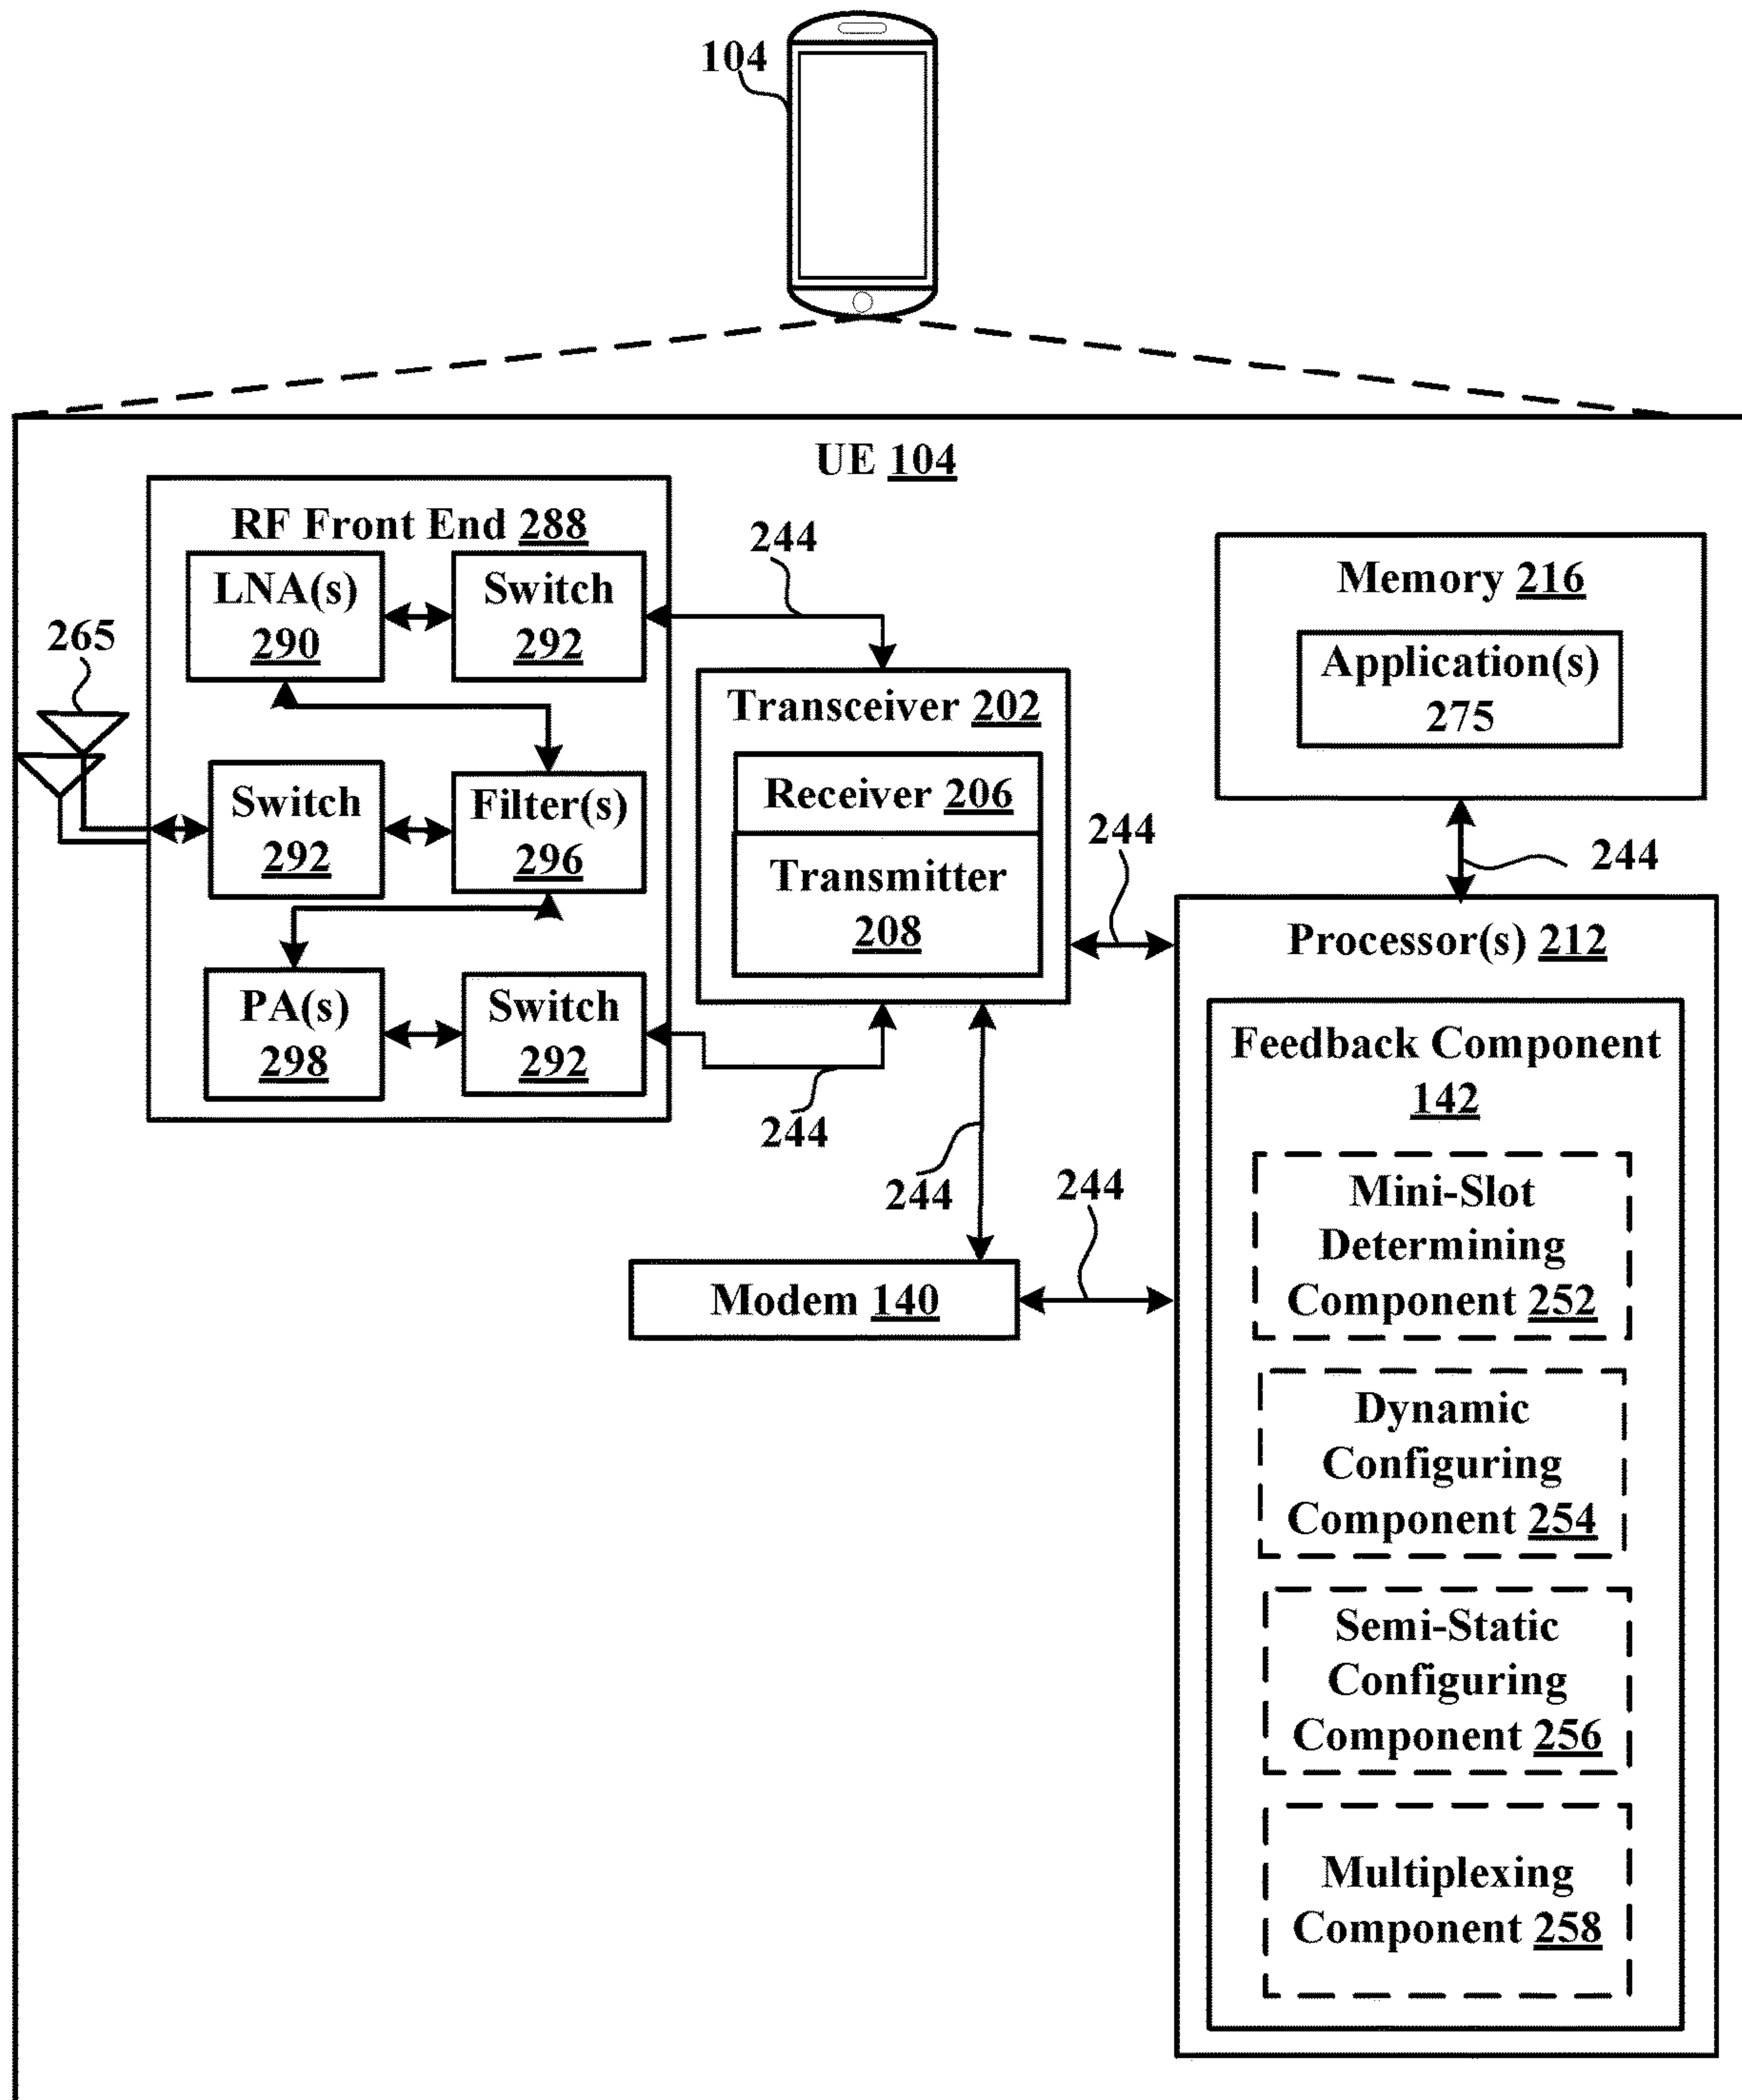 104
UE 104
RF Front End 288
LNA(s)
290
Switch
292
244
265
Switch
292
Filter(s)
296
PA(s)
298
Switch
292
244
Transceiver 202
Receiver 206
Transmitter
208
244
244
Modem 140
244
Memory 216
Application(s)
275
244
Processor(s) 212
Feedback Component
142
Mini-Slot
Determining
Component 252
Dynamic
Configuring
Component 254
Semi-Static
Configuring
Component 256
Multiplexing
Component 258